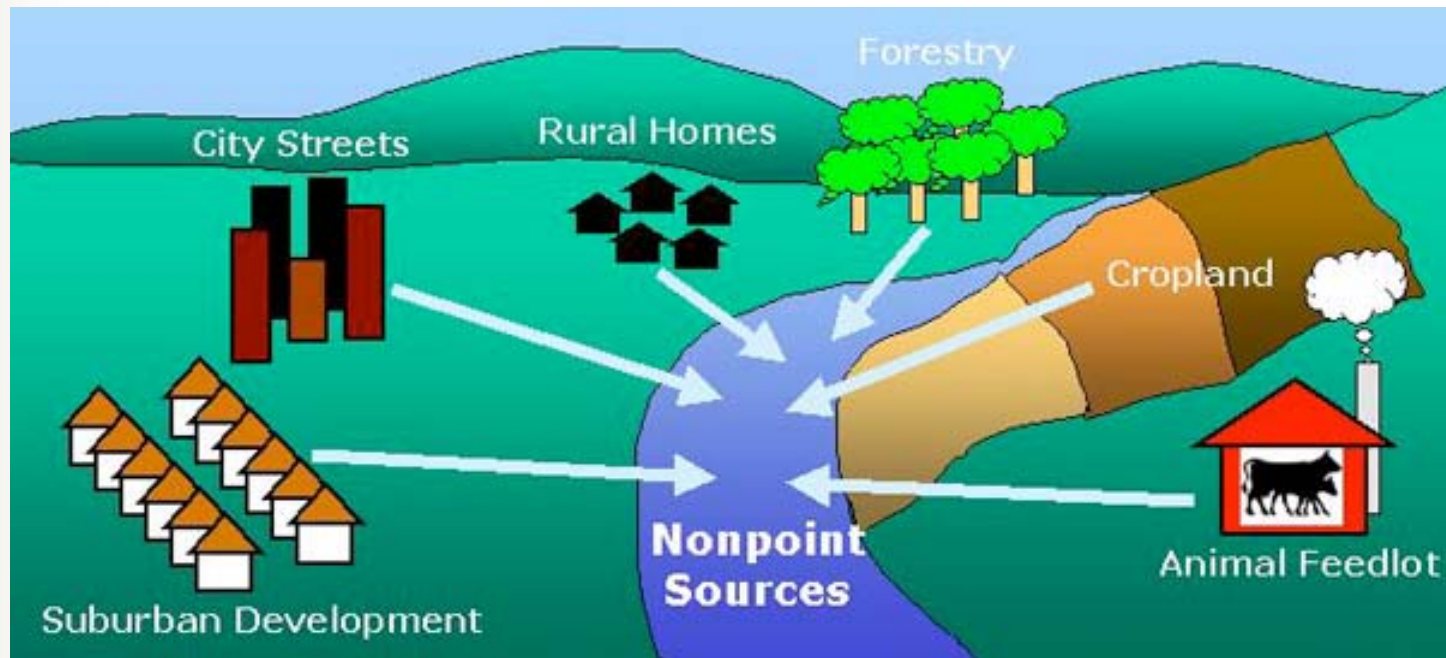 Forestry
City Streets
Rural Homes
Cropland
Nonpoint
Sources
Animal Feedlot
Suburban Development